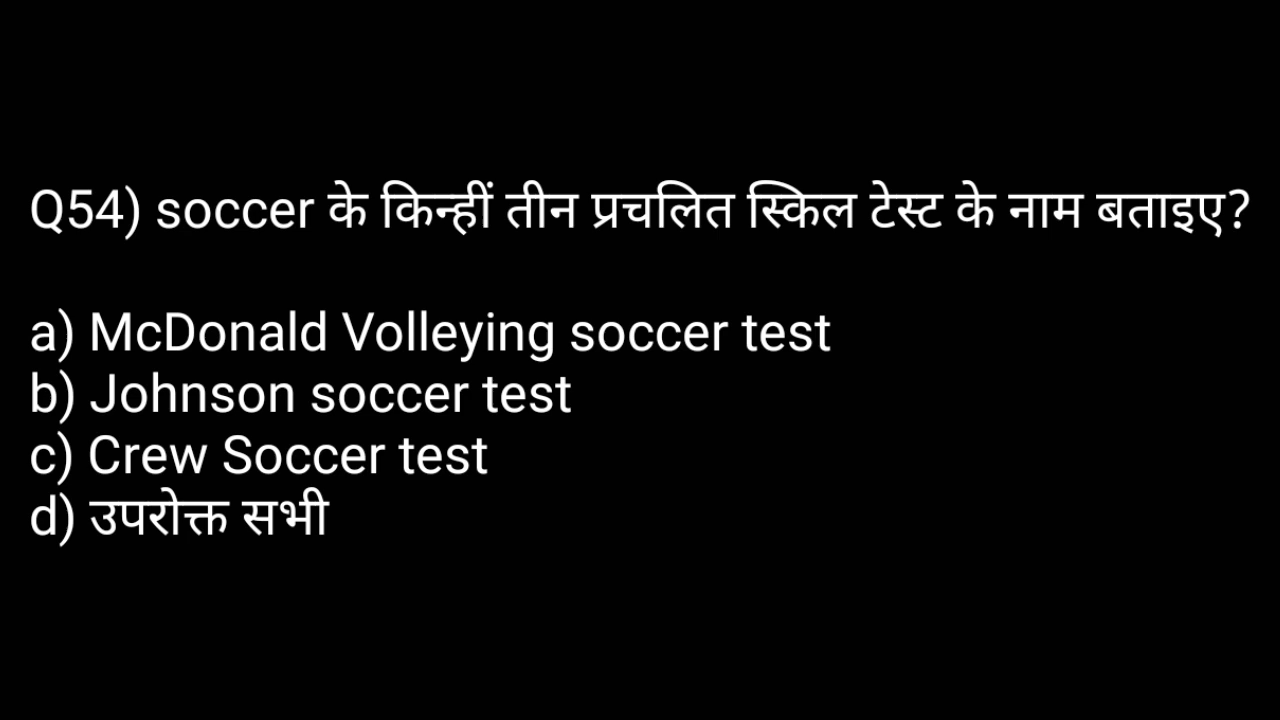 Q54) soccer के किन्हीं तीन प्रचलित स्किल टेस्ट के नाम बताइए?
a) McDonald Volleying soccer test
b) Johnson soccer test
c) Crew Soccer test
d) उपरोक्त सभी